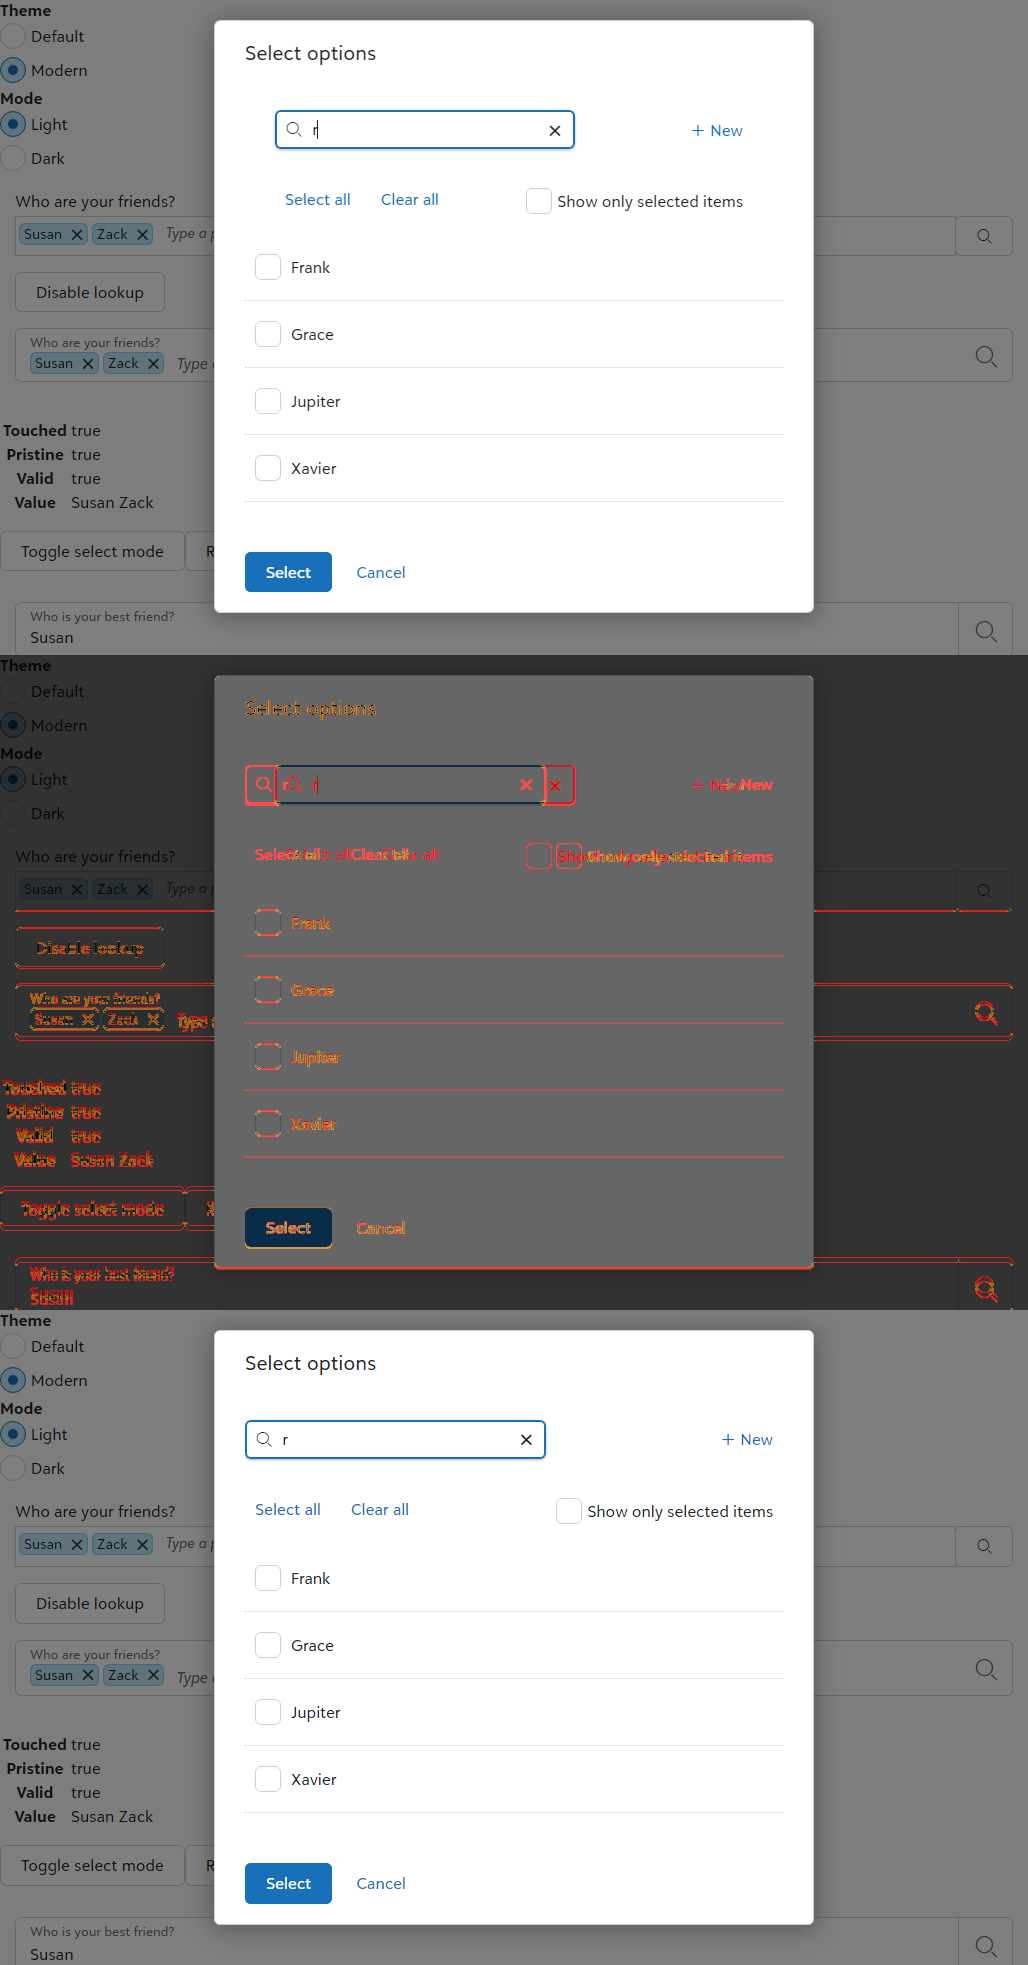 Theme
Default
Modern
Mode
Light
Dark
Who are your friends?
Susan Zack Type a p
Disable lookup
Who are your friends?
Susan Zack Type
Touched true
Pristine true
Valid true
Value Susan Zack
Toggle select mode R
Who is your best friend?
Susan
Select options
r
+ New
Select all Clear all Show only selected items
Frank
Grace
Jupiter
Xavier
Select Cancel
Theme
Default
Modern
Mode
Light
Dark
Who are your friends?
Susan Zack Type a p
Disable lookup
Who are your friends?
Susan Zack Type
Touched true
Pristine true
Valid true
Value Susan Zack
Toggle select mode
Who is your best friend?
Susan
Select options
r
+ New
Select all Clear all Show only selected items
Frank
Grace
Jupiter
Xavier
Select Cancel
Theme
Default
Modern
Mode
Light
Dark
Who are your friends?
Susan Zack Type a p
Disable lookup
Who are your friends?
Susan Zack Type
Touched true
Pristine true
Valid true
Value Susan Zack
Toggle select mode R
Who is your best friend?
Susan
Select options
r
+ New
Select all Clear all Show only selected items
Frank
Grace
Jupiter
Xavier
Select Cancel